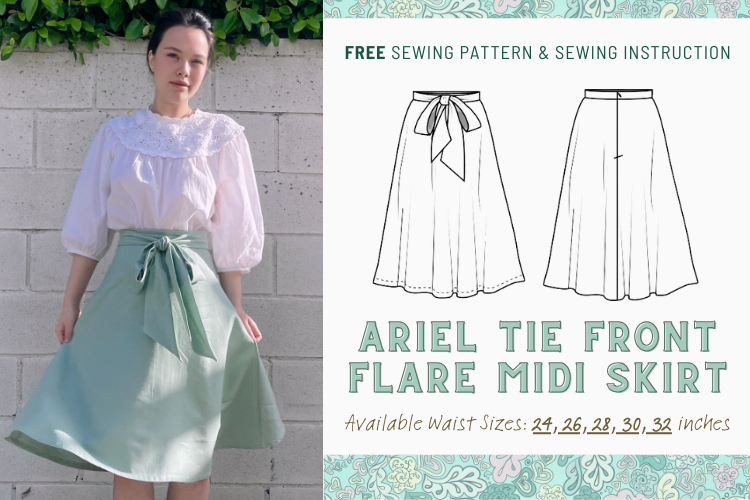 FREE SEWING PATTERN & SEWING INSTRUCTION
ARIEL TIE FRONT
FLARE MIDI SKIRT
Available Waist Sizes: 24, 26, 28, 30, 32 inches